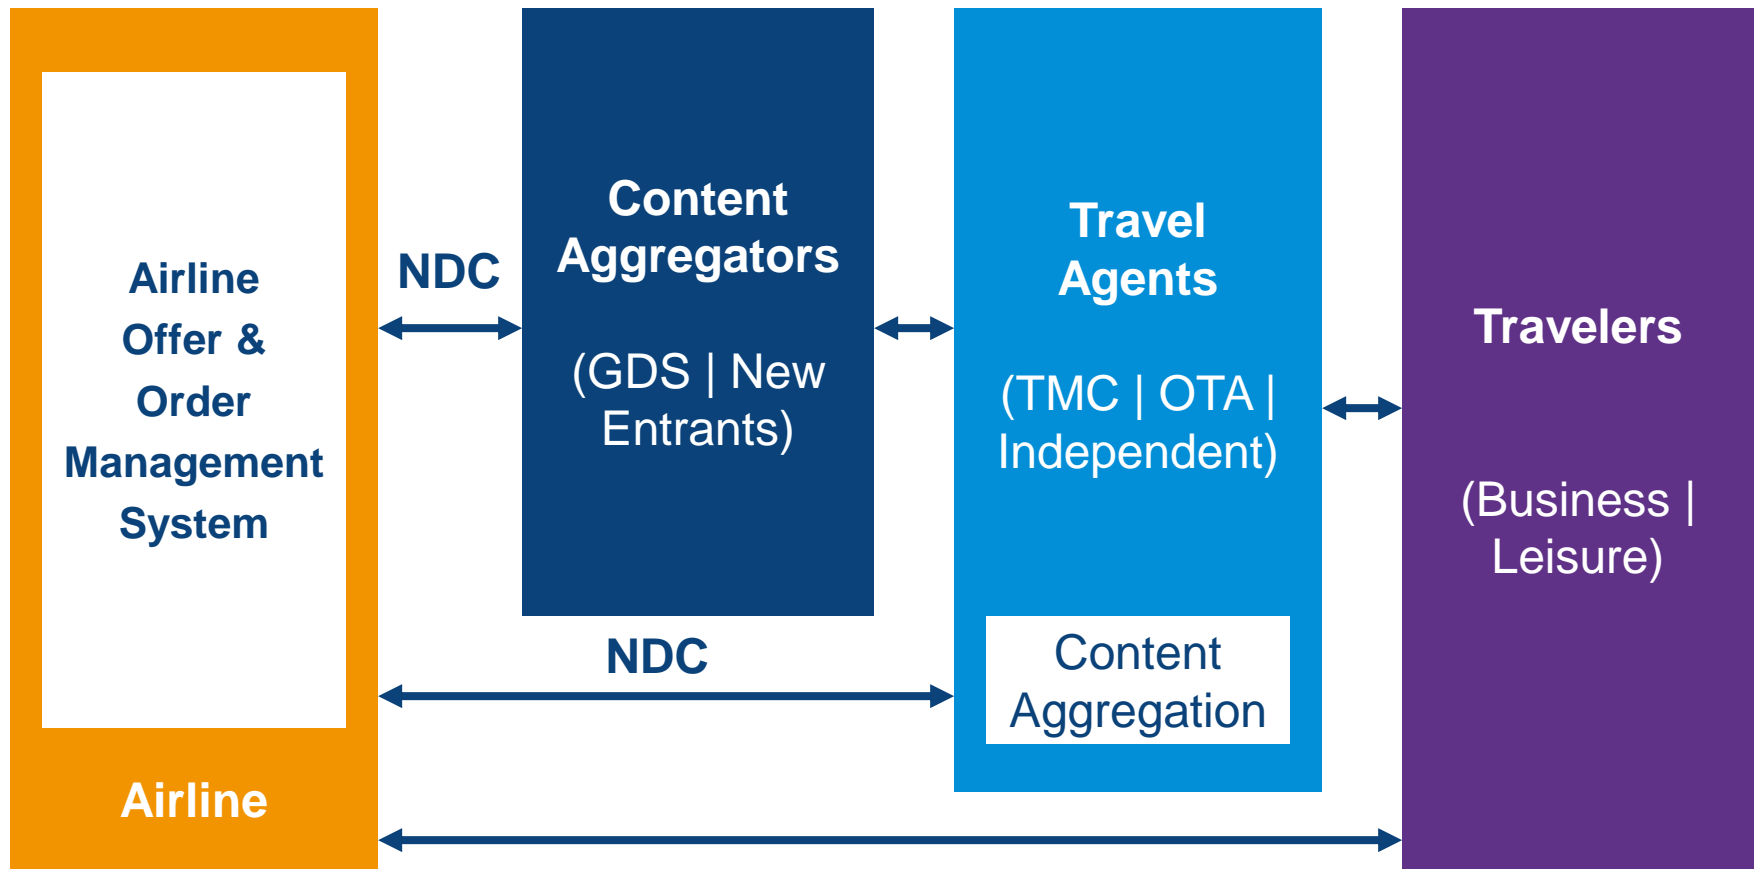 Airline
Offer &
Order
Management
System
Airline
NDC
Content
Aggregators
(GDS | New
Entrants)
NDC
Travel
Agents
(TMC | OTA |
Independent)
Content
Aggregation
Travelers
(Business |
Leisure)